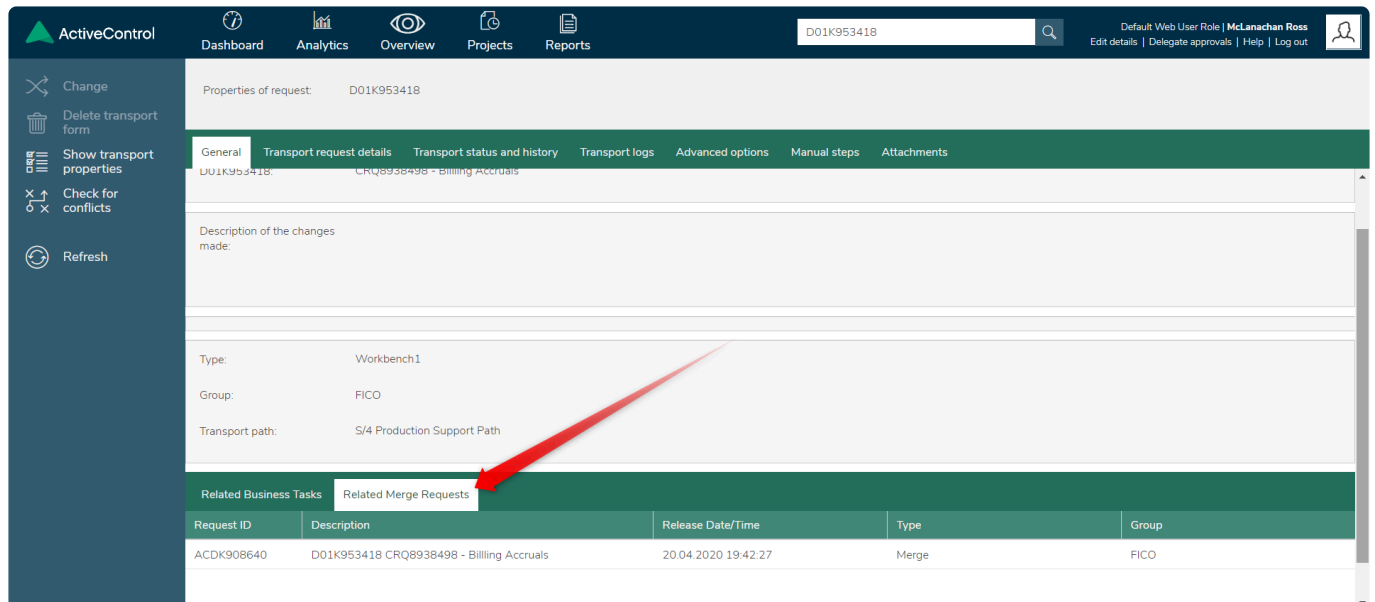 ActiveControl
Dashboard
Analytics
Overview
Projects
Reports
D01K953418
Default Web User Role | McLanachan Ross
Edit details | Delegate approvals | Help | Log out
Change
Delete transport
form
Show transport
properties
Check for
conflicts
Refresh
Properties of request: D01K953418
General
Transport request details
Transport status and history
Transport logs
Advanced options
Manual steps
Attachments
D01K953418: CRQ8938498 - Billling Accruals
Description of the changes
made:
Type: Workbench1
Group: FICO
Transport path: S/4 Production Support Path
Related Business Tasks
Related Merge Requests
Request ID Description Release Date/Time Type Group
ACDK908640 D01K953418 CRQ8938498 - Billling Accruals 20.04.2020 19:42:27 Merge FICO